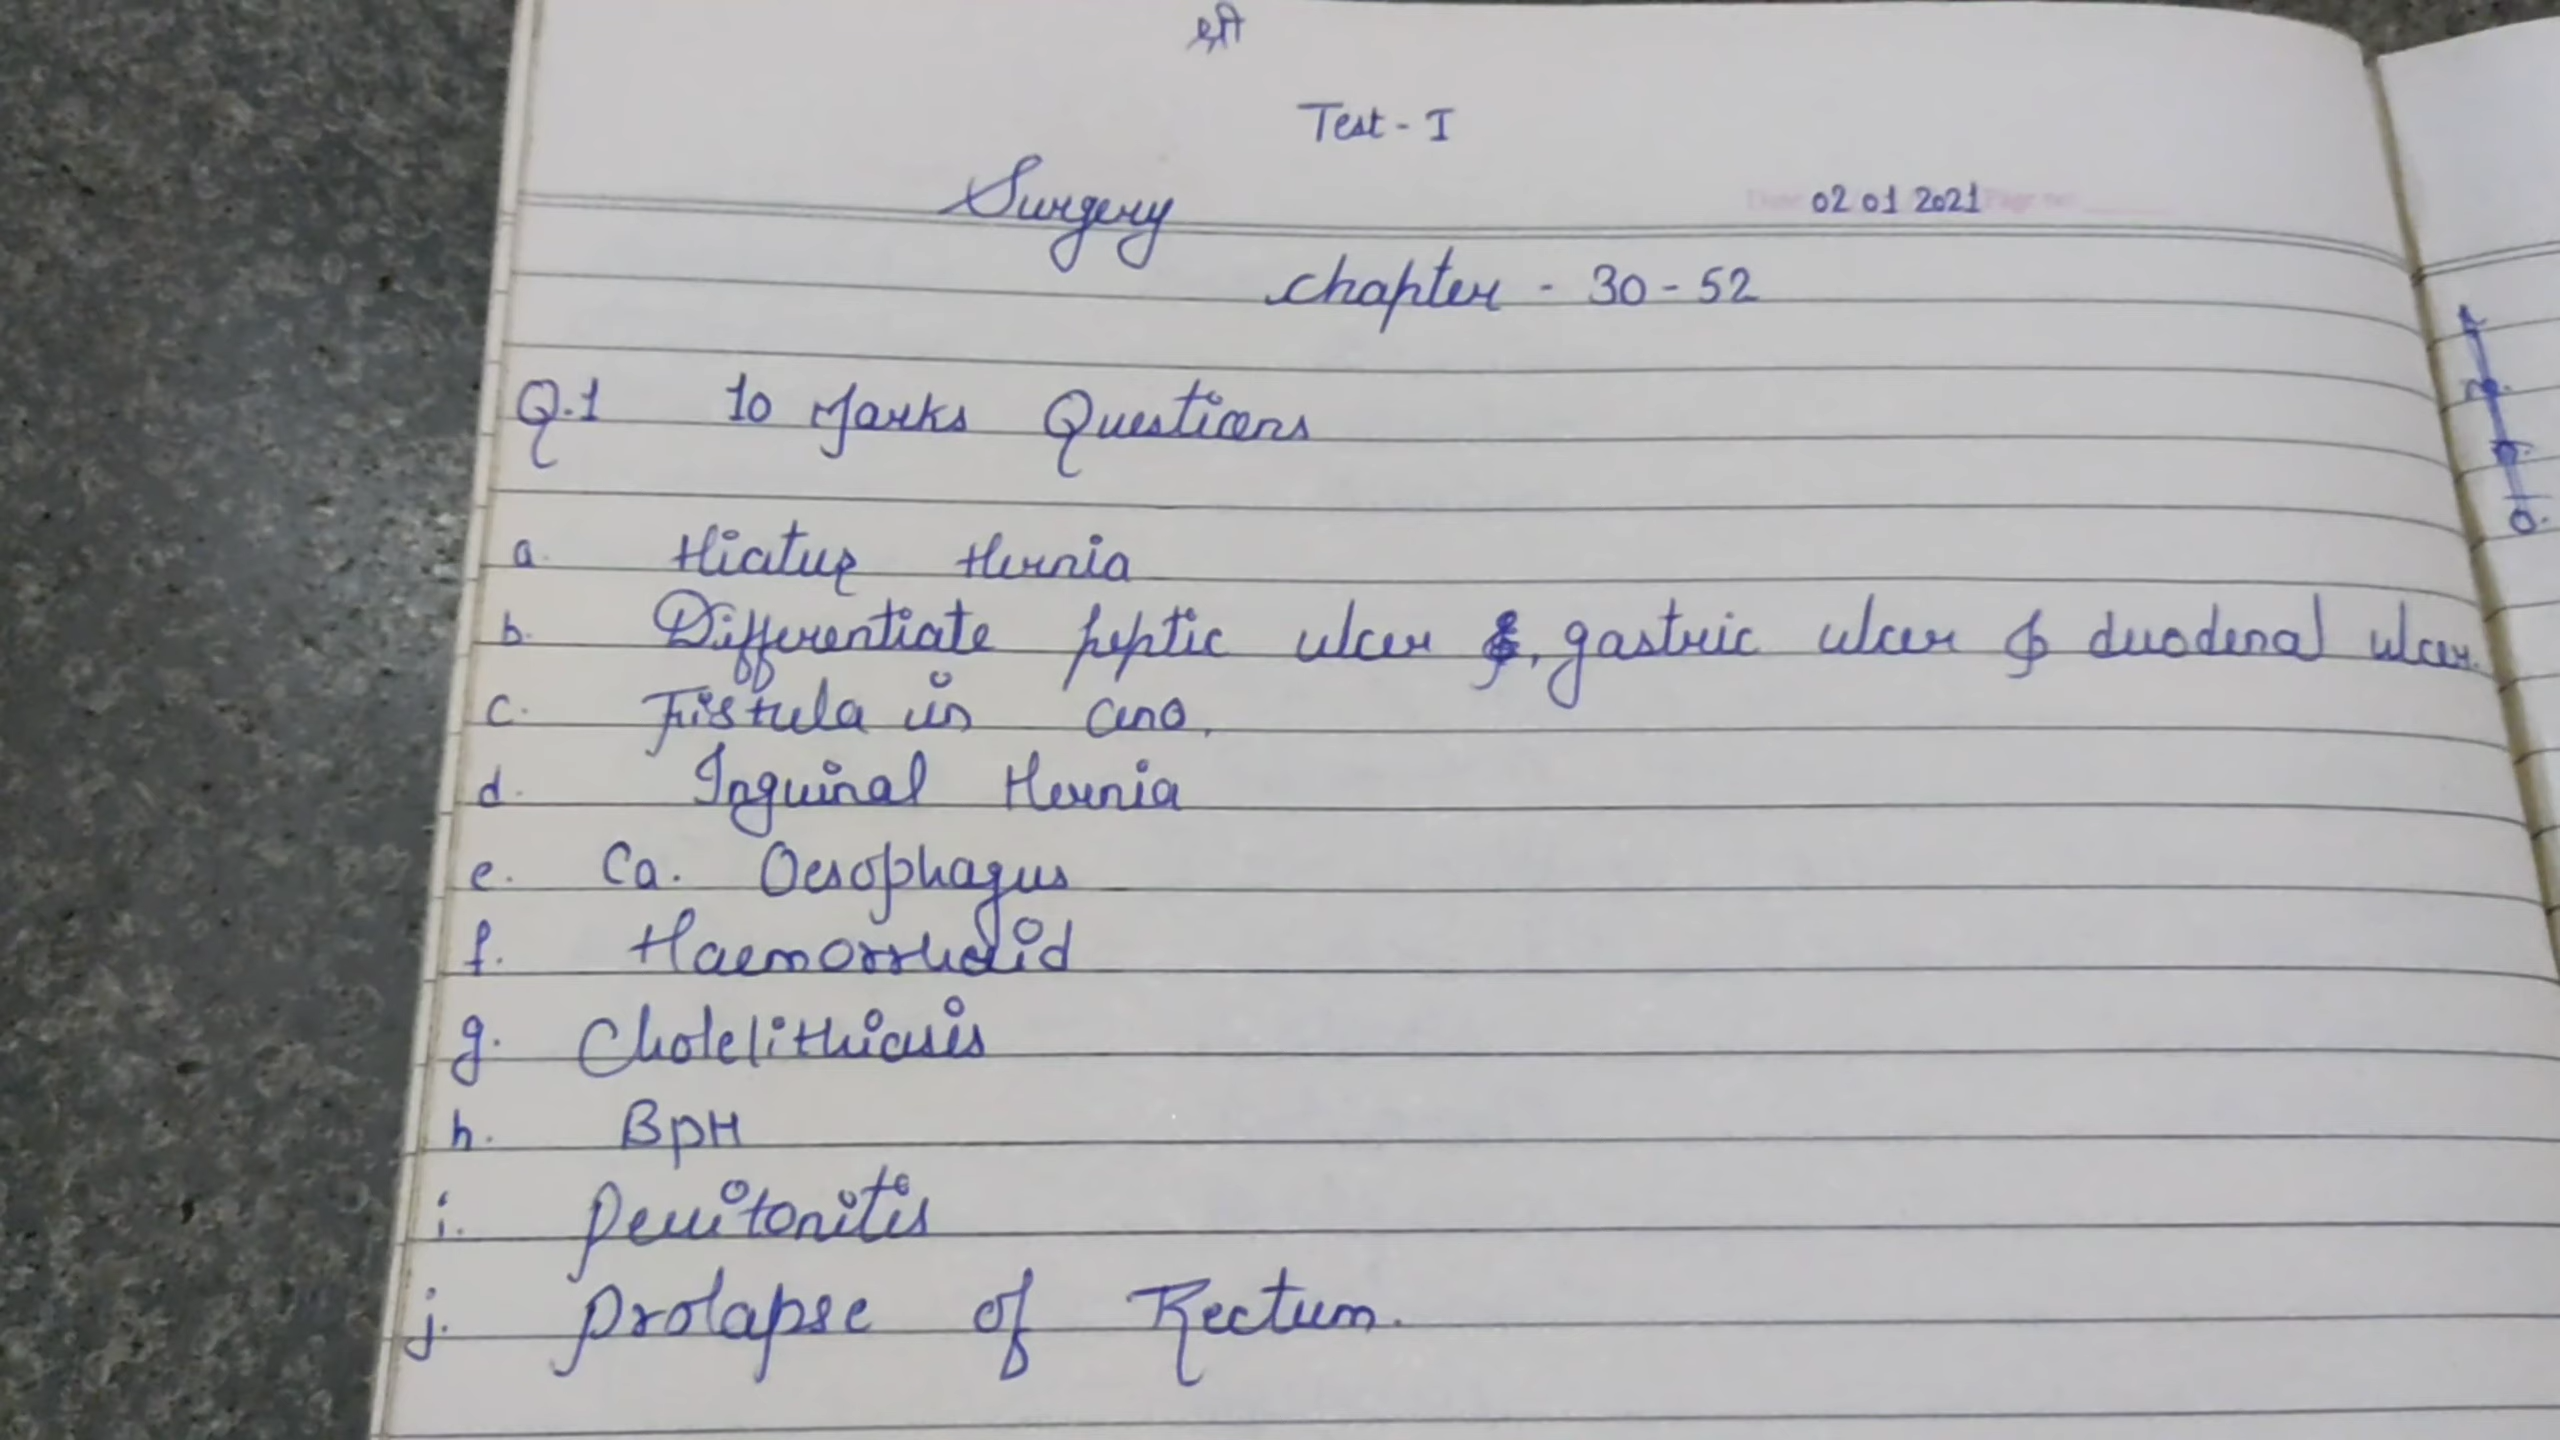 श्री
Test - I
Surgery
02 01 2021
Chapter - 30 - 52
Q.1 10 Marks Questions
a. Hiatus Hernia
b. Differentiate peptic ulcer, gastric ulcer & duodenal ulcer.
c. Fistula in ano.
d. Inguinal Hernia
e. Ca. Oesophagus
f. Haemorrhoid
g. Cholelithiasis
h. BPH
i. Peritonitis
j. Prolapse of Rectum.